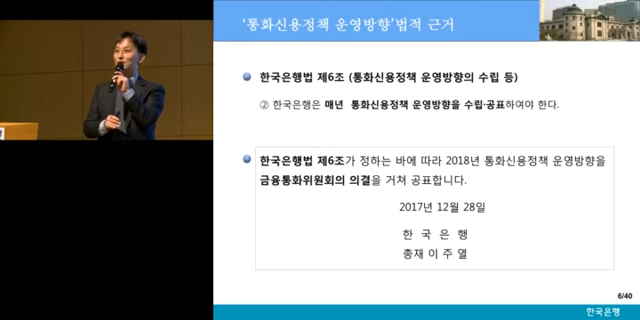 ‘통화신용정책 운영방향’법적 근거
한국은행법 제6조 (통화신용정책 운영방향의 수립 등)
② 한국은행은 매년 통화신용정책 운영방향을 수립·공표하여야 한다.
한국은행법 제6조가 정하는 바에 따라 2018년 통화신용정책 운영방향을
금융통화위원회의 의결을 거쳐 공표합니다.
2017년 12월 28일
한 국 은 행
총재 이 주 열
6/40
한국은행